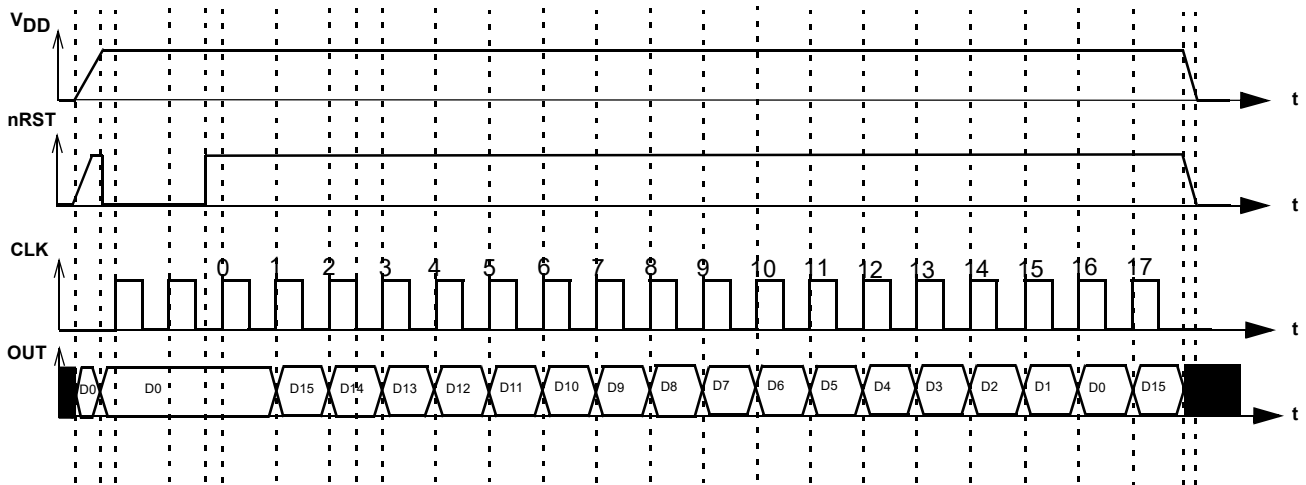 VDD
t
nRST
t
CLK
0 1 2 3 4 5 6 7 8 9 10 11 12 13 14 15 16 17
t
OUT
D0 D0 D15 D14 D13 D12 D11 D10 D9 D8 D7 D6 D5 D4 D3 D2 D1 D0 D15
t